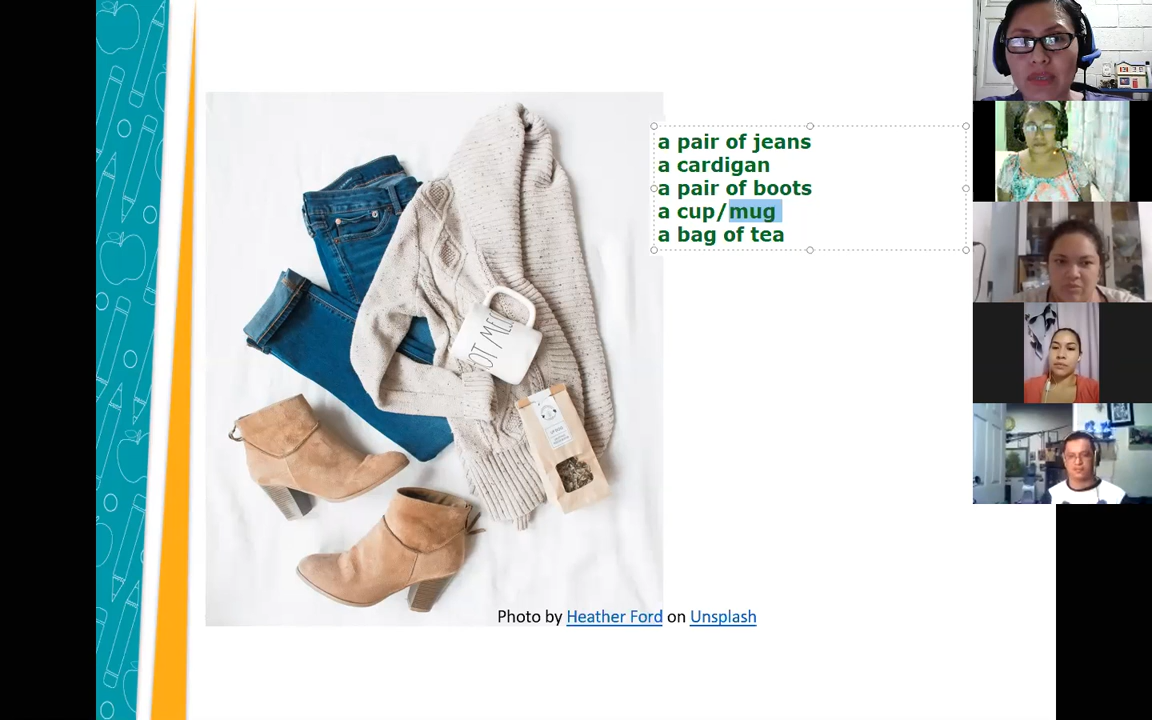 a pair of jeans
a cardigan
a pair of boots
a cup/mug
a bag of tea
Photo by Heather Ford on Unsplash